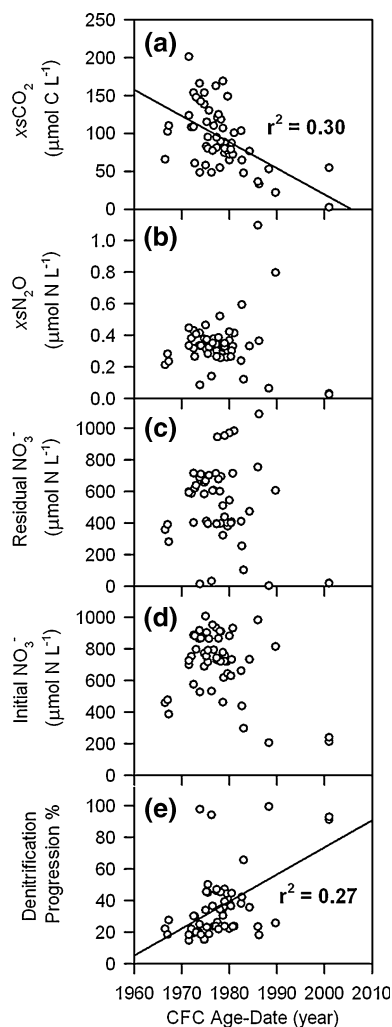 (a)
xsCO2
(µmol C L-1)
250
200
150
100
50
0
r2 = 0.30
(b)
xsN2O
(µmol N L-1)
1.0
0.8
0.6
0.4
0.2
0.0
(c)
Residual NO3-
(µmol N L-1)
1000
800
600
400
200
0
(d)
Initial NO3-
(µmol N L-1)
1000
800
600
400
200
0
(e)
Denitrification
Progression %
100
80
60
40
20
0
r2 = 0.27
1960 1970 1980 1990 2000 2010
CFC Age-Date (year)